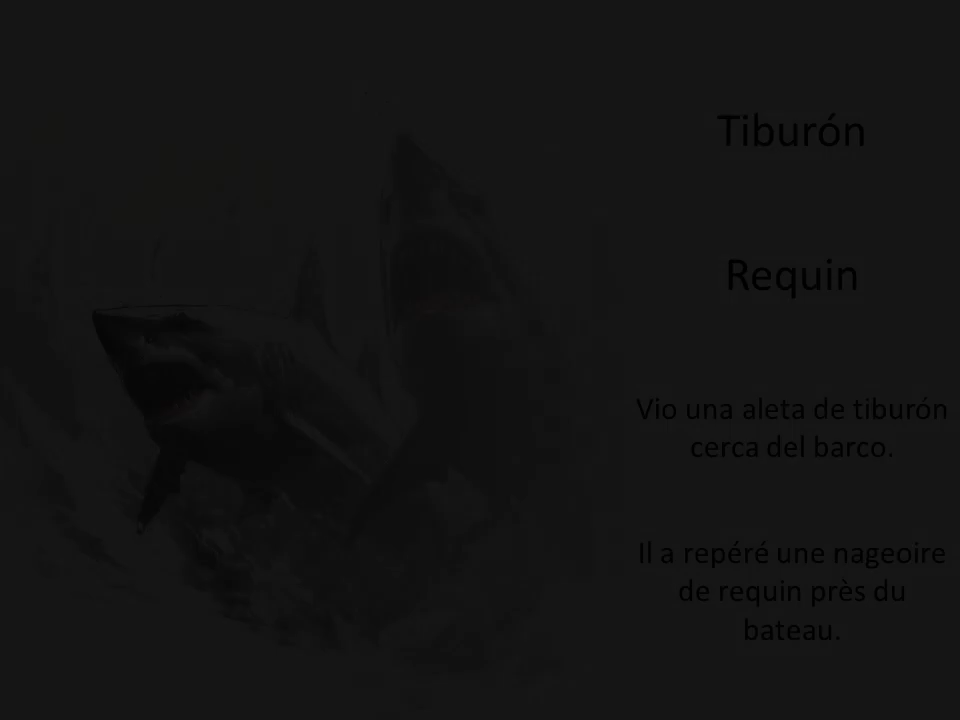 Tiburón
Requin
Vio una aleta de tiburón
cerca del barco.
Il a repéré une nageoire
de requin près du
bateau.